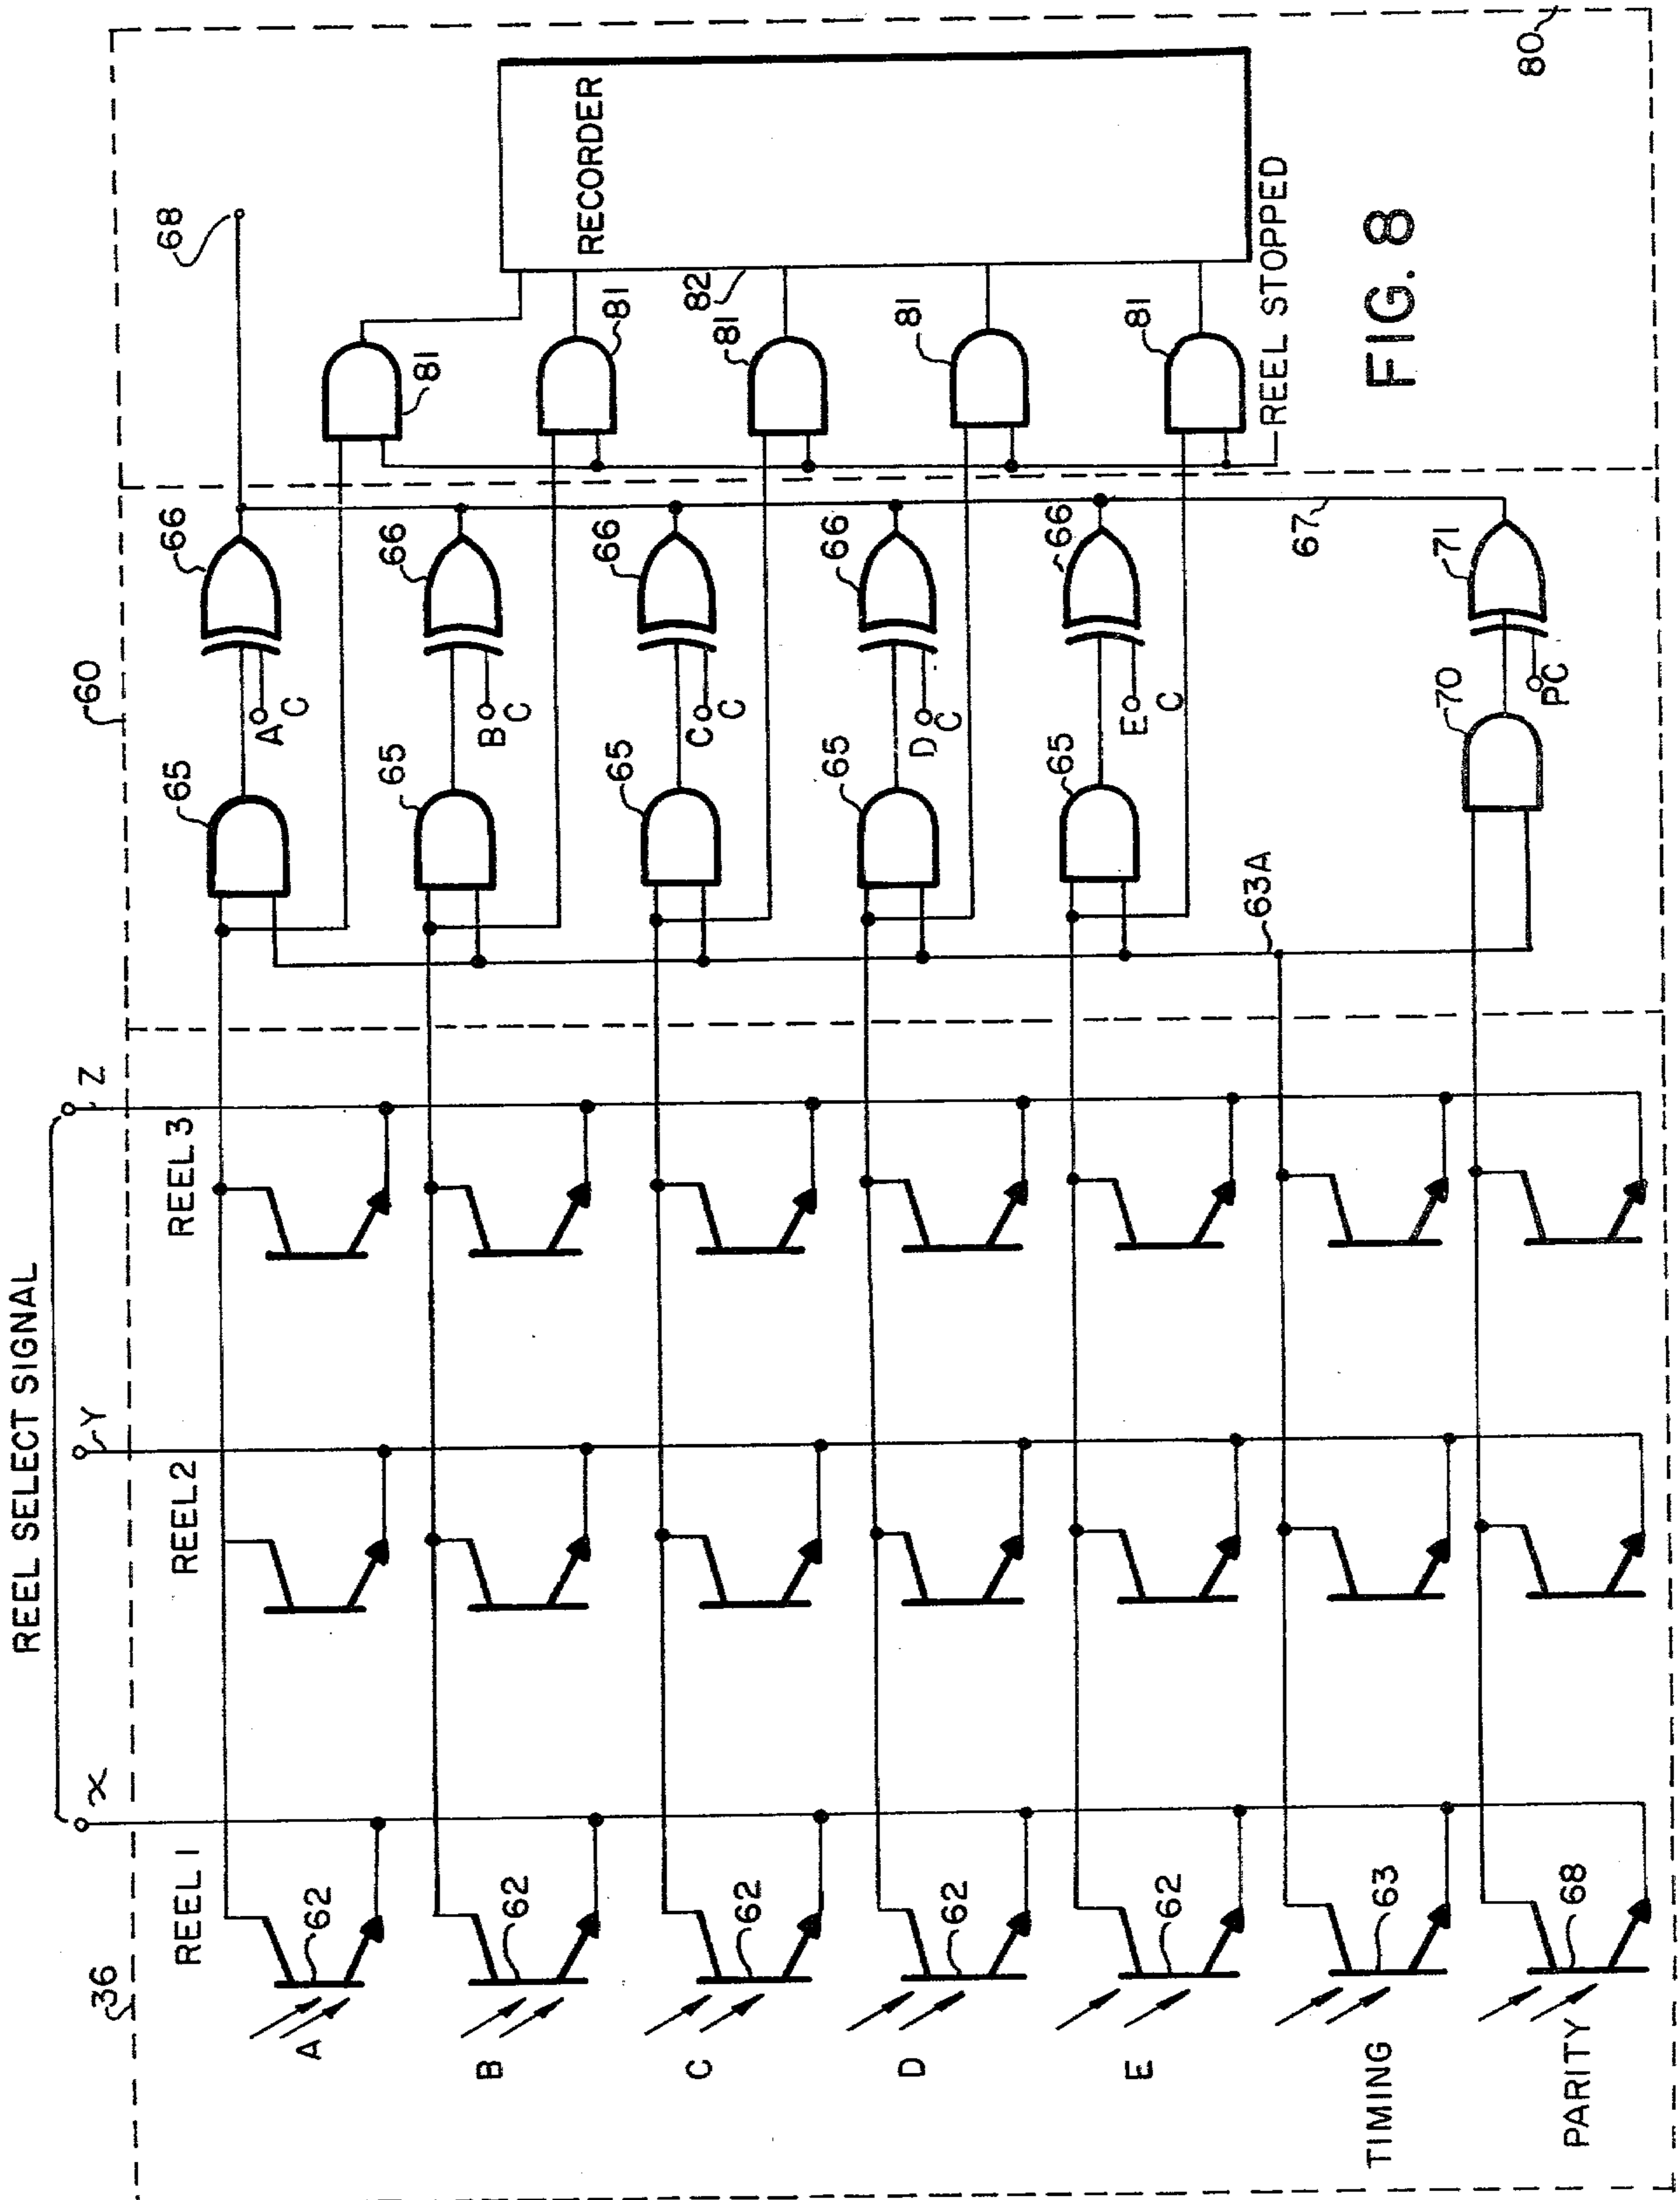 REEL SELECT SIGNAL
X
Y
Z
36
60
REEL 1
REEL 2
REEL 3
68
A
62
65
A
C
66
81
B
62
65
B
C
66
81
RECORDER
C
62
65
C
C
66
81
82
D
62
65
D
C
66
81
E
62
65
E
C
66
81
REEL STOPPED
TIMING
63
63A
67
FIG. 8
PARITY
68
70
PC
71
80